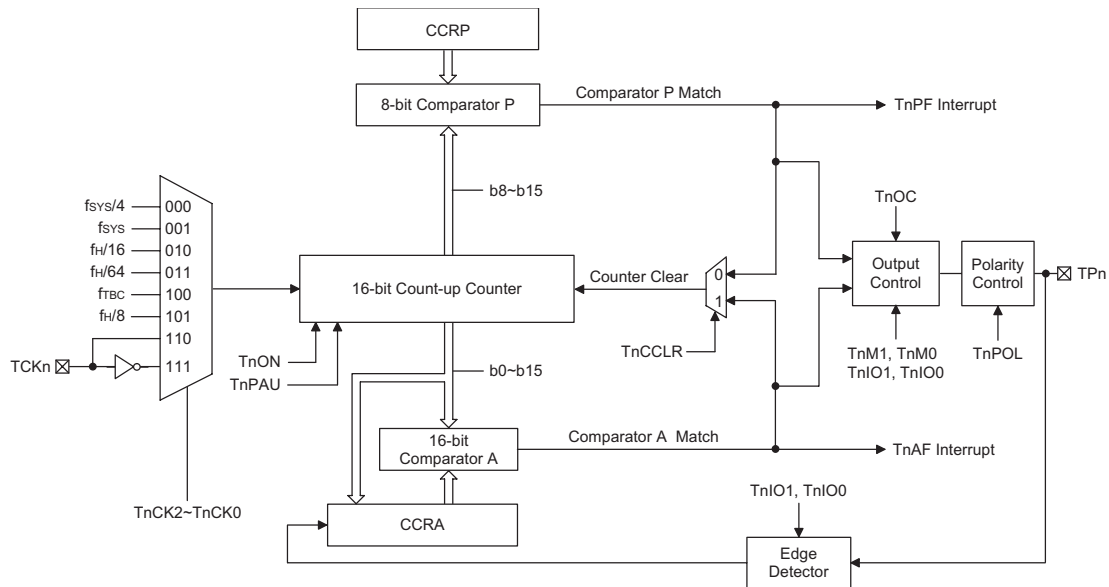 CCRP
8-bit Comparator P
Comparator P Match
TnPF Interrupt
b8~b15
fSYS/4
000
fSYS
001
fH/16
010
fH/64
011
fTBC
100
fH/8
101
110
TCKn
111
TnCK2~TnCK0
16-bit Count-up Counter
TnON
TnPAU
Counter Clear
0
1
TnCCLR
TnOC
Output
Control
TnM1, TnM0
TnIO1, TnIO0
Polarity
Control
TnPOL
TPn
b0~b15
16-bit
Comparator A
Comparator A Match
TnAF Interrupt
CCRA
TnIO1, TnIO0
Edge
Detector